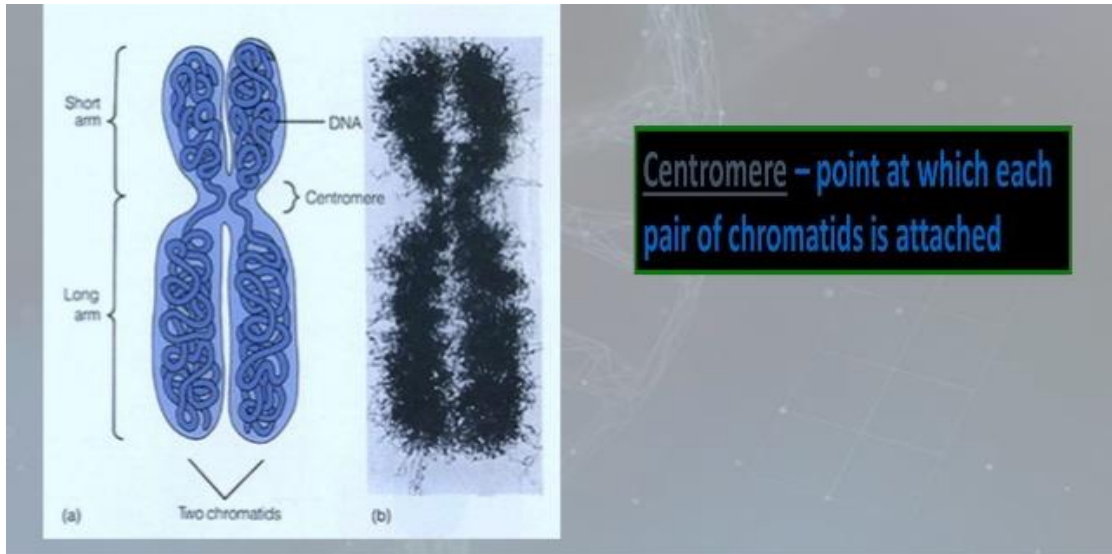 Short
arm
DNA
Centromere
Long
arm
Two chromatids
(a)
(b)
Centromere – point at which each
pair of chromatids is attached